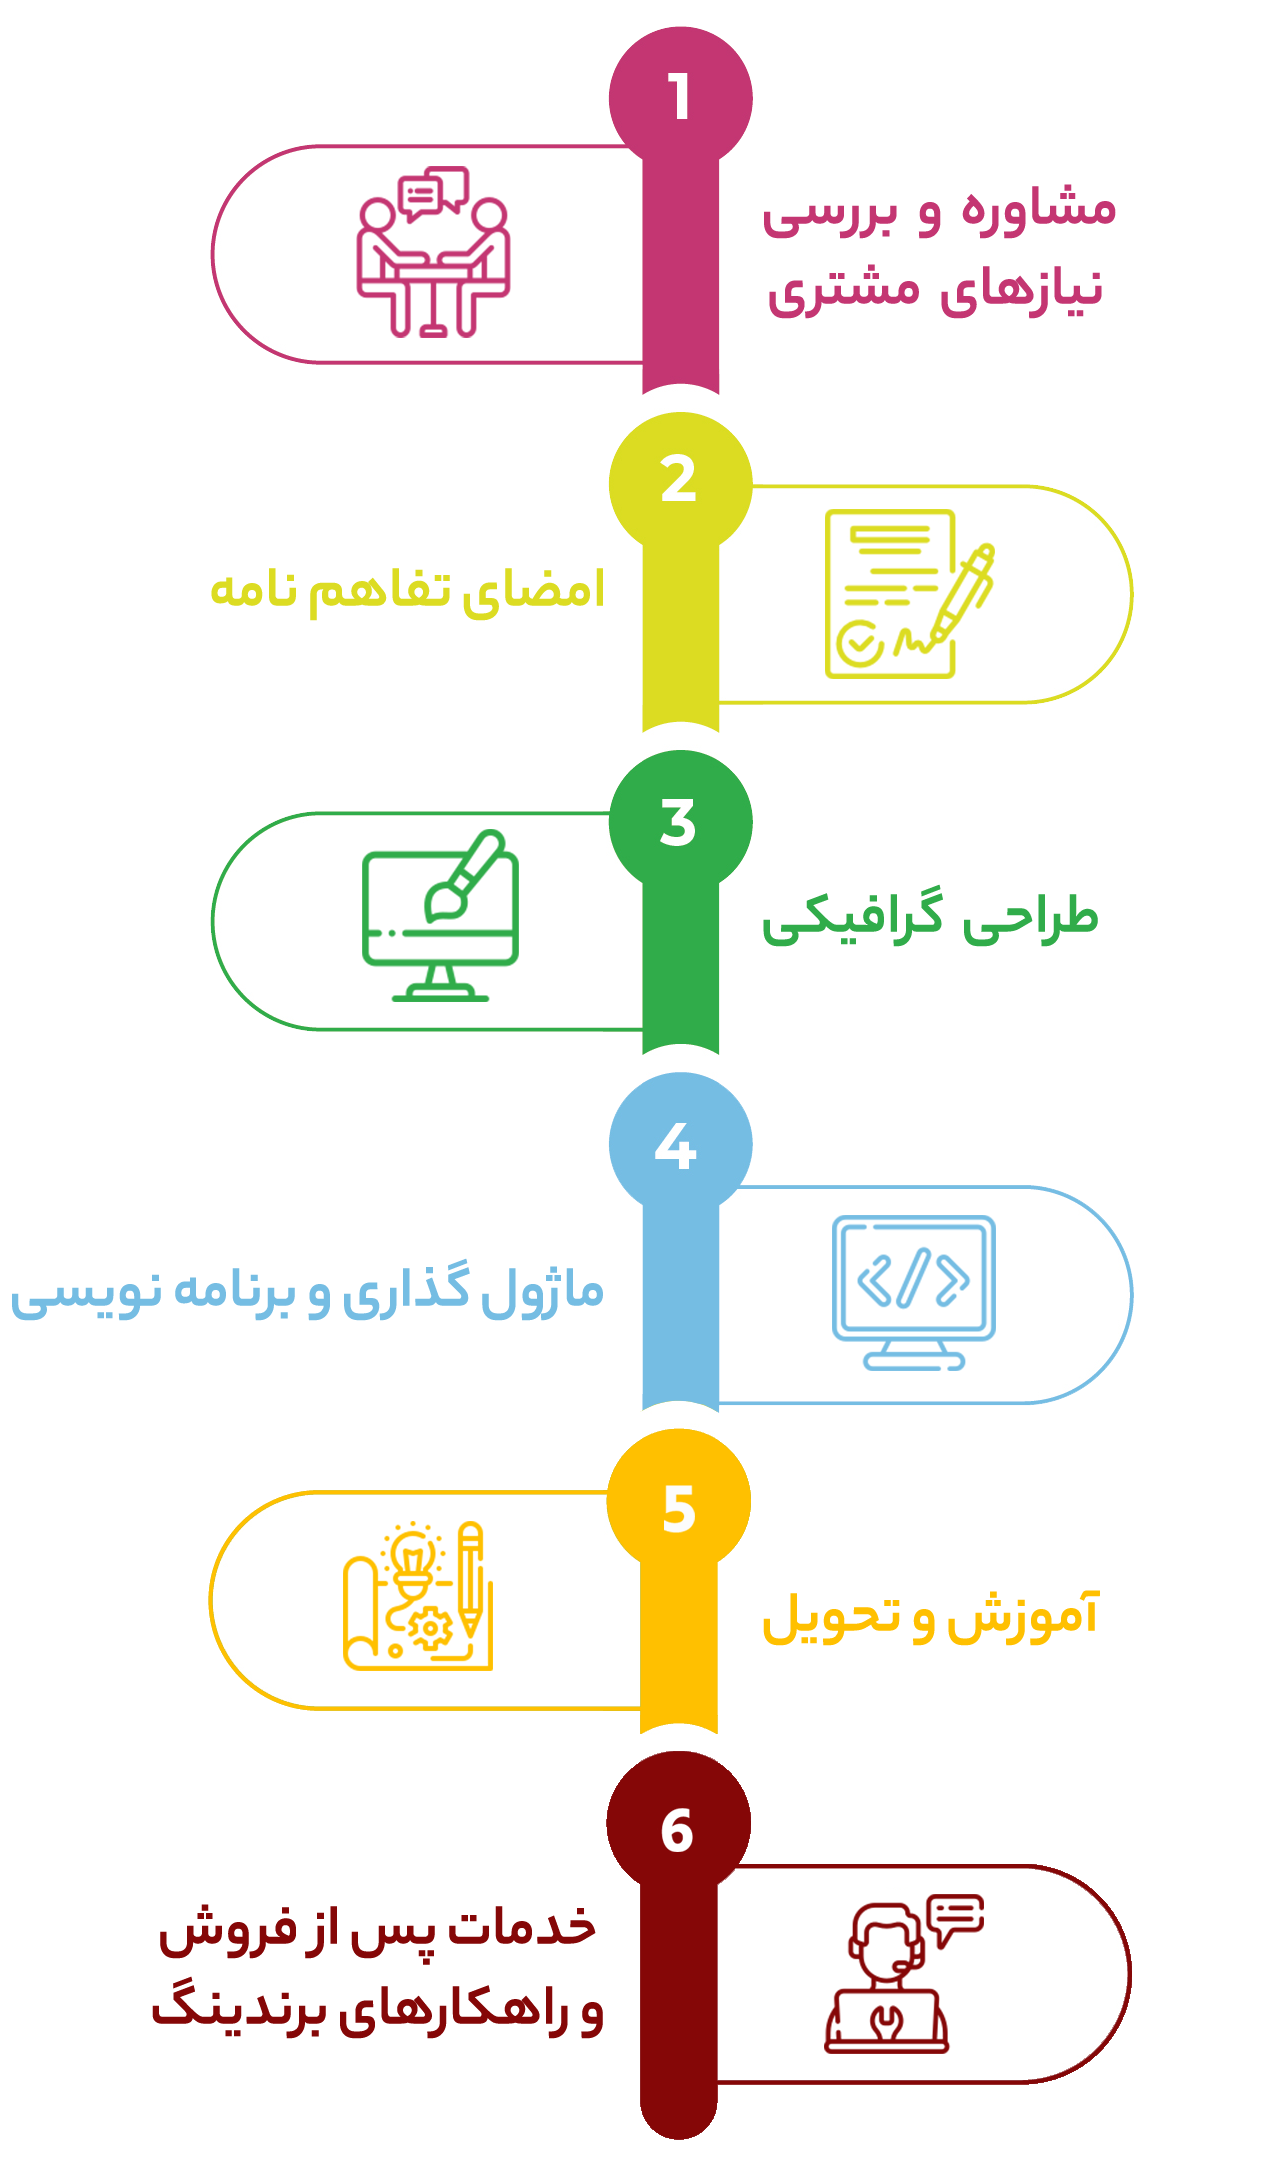 1
مشاوره و بررسی
نیازهای مشتری
2
امضای تفاهم نامه
3
طراحی گرافیکی
4
ماژول گذاری و برنامه نویسی
5
آموزش و تحویل
6
خدمات پس از فروش
و راهکارهای برندینگ